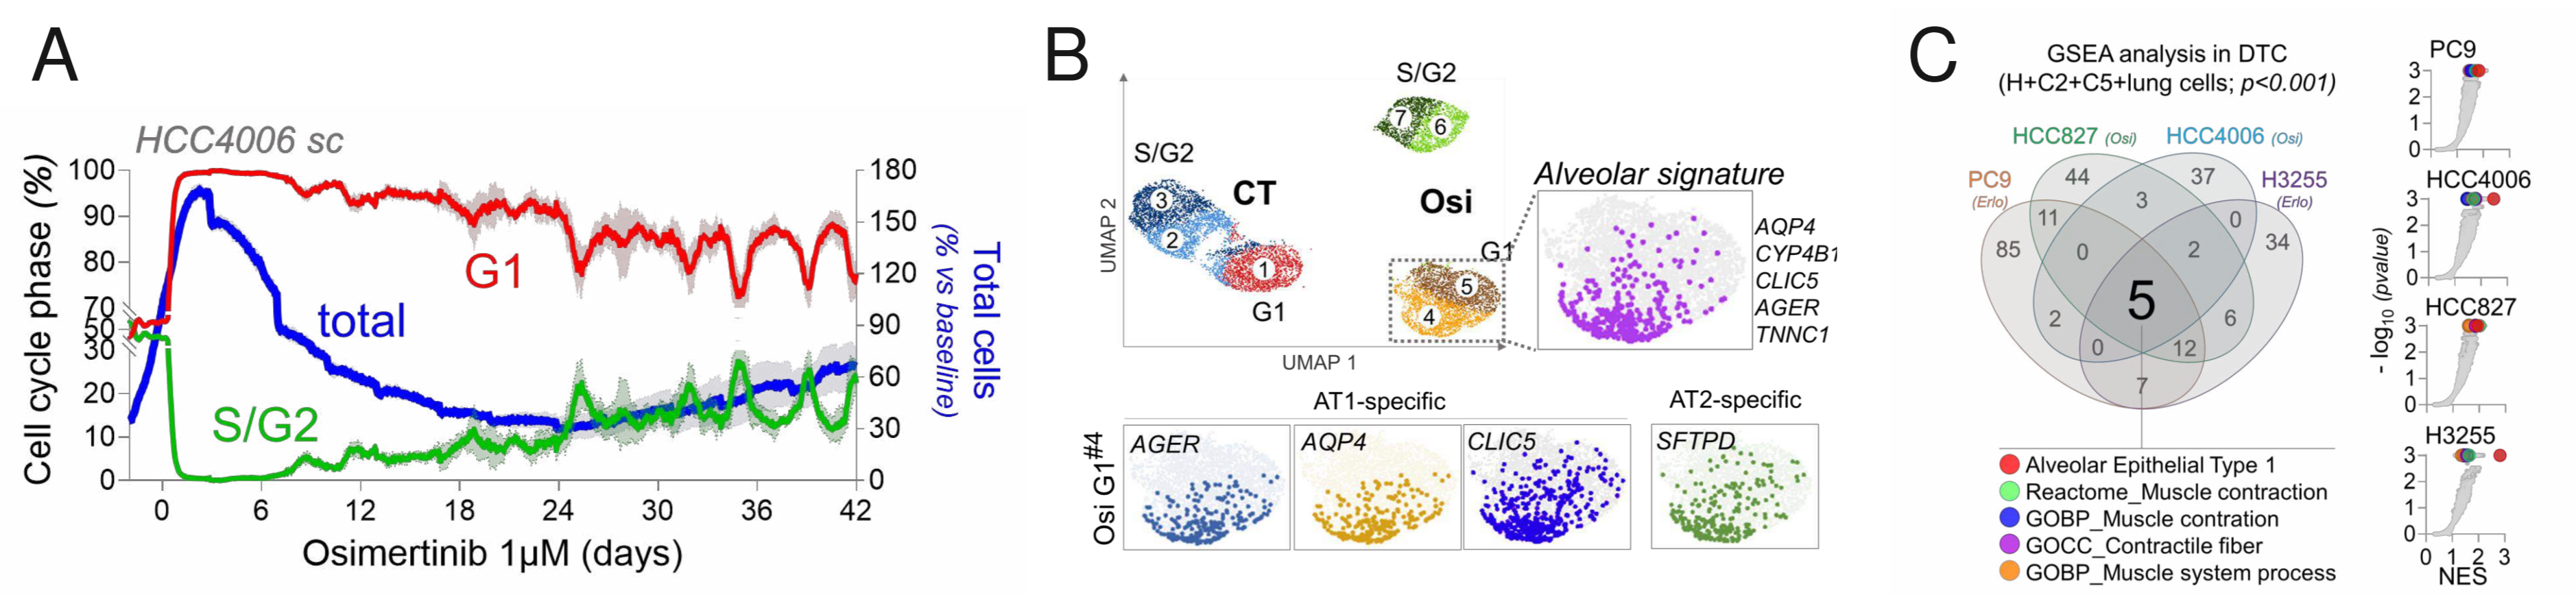 A
HCC4006 sc
Cell cycle phase (%)
100
90
80
70
50
30
20
10
0
G1
total
S/G2
180
150
120
90
60
30
0
Total cells
(% vs baseline)
0 6 12 18 24 30 36 42
Osimertinib 1µM (days)
B
S/G2
7 6
S/G2
3
2
CT
1
G1
Osi
G1
5
4
UMAP 2
UMAP 1
Alveolar signature
AQP4
CYP4B1
CLIC5
AGER
TNNC1
AT1-specific
AT2-specific
Osi G1#4
AGER
AQP4
CLIC5
SFTPD
C
GSEA analysis in DTC
(H+C2+C5+lung cells; p<0.001)
HCC827 (Osi)
HCC4006 (Osi)
PC9
(Erlo)
H3255
(Erlo)
44
37
3
11
0
85
0
2
34
5
2
6
0
12
7
Alveolar Epithelial Type 1
Reactome_Muscle contraction
GOBP_Muscle contration
GOCC_Contractile fiber
GOBP_Muscle system process
- log10 (pvalue)
PC9
3
2
1
0
HCC4006
3
2
1
0
HCC827
3
2
1
0
H3255
3
2
1
0
0 1 2 3
NES